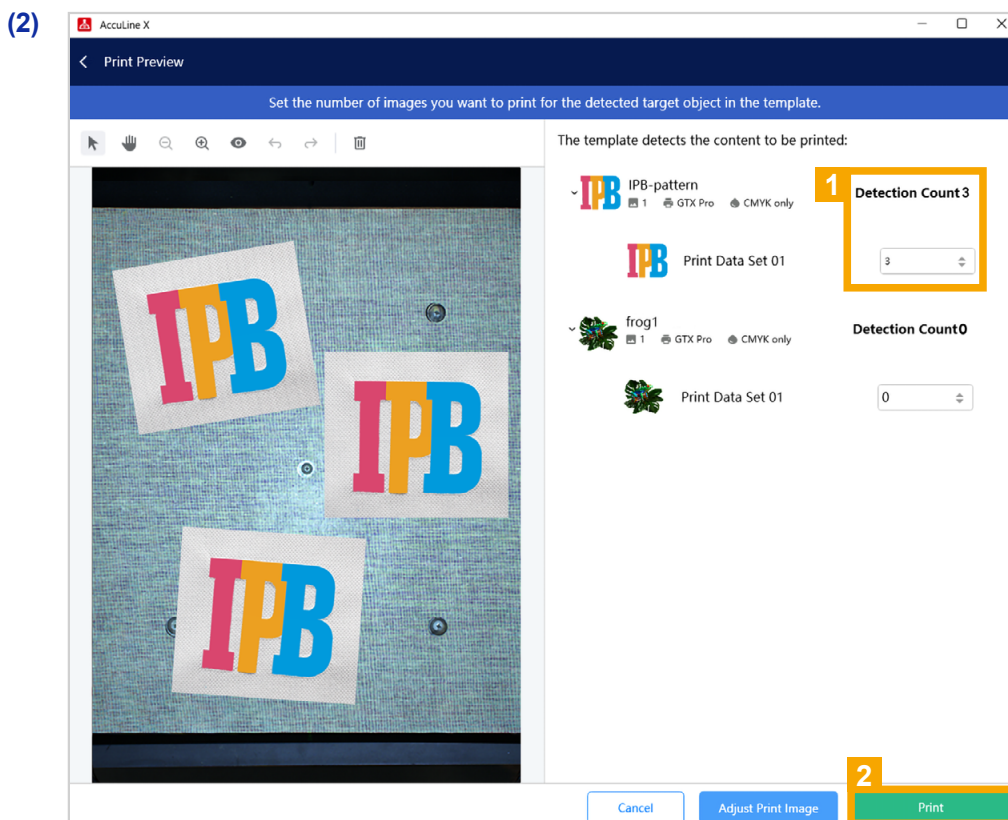 (2)
AccuLine X
Print Preview
Set the number of images you want to print for the detected target object in the template.
The template detects the content to be printed:
IPB IPB-pattern
1 GTX Pro CMYK only
1
Detection Count 3
IPB Print Data Set 01
3
frog1
1 GTX Pro CMYK only
Detection Count0
Print Data Set 01
0
IPB
IPB
IPB
2
Cancel
Adjust Print Image
Print